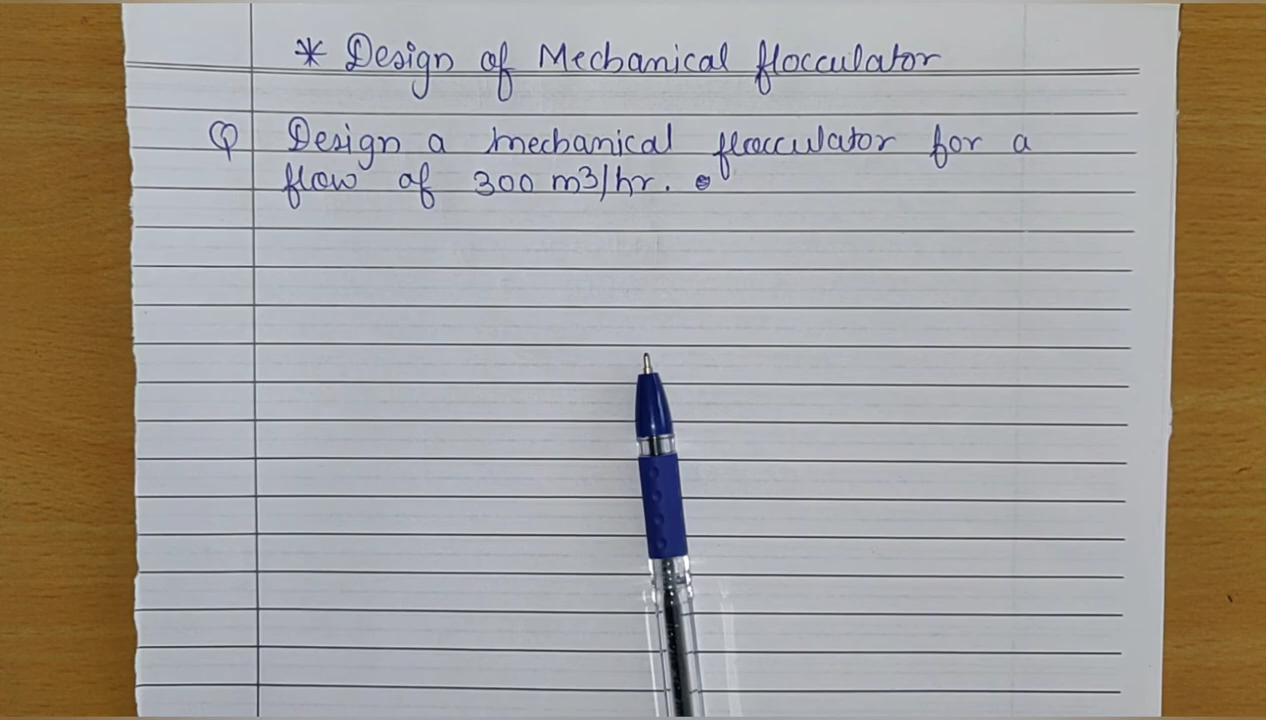 * Design of Mechanical flocculator
Q Design a mechanical flocculator for a
flow of 300 m3/hr.